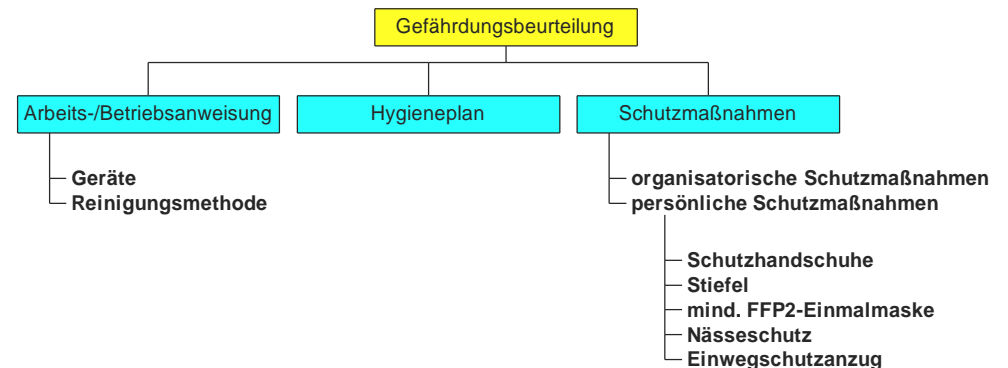 Gefährdungsbeurteilung
Arbeits-/Betriebsanweisung
Hygieneplan
Schutzmaßnahmen
Geräte
Reinigungsmethode
organisatorische Schutzmaßnahmen
persönliche Schutzmaßnahmen
Schutzhandschuhe
Stiefel
mind. FFP2-Einmalmaske
Nässeschutz
Einwegschutzanzug